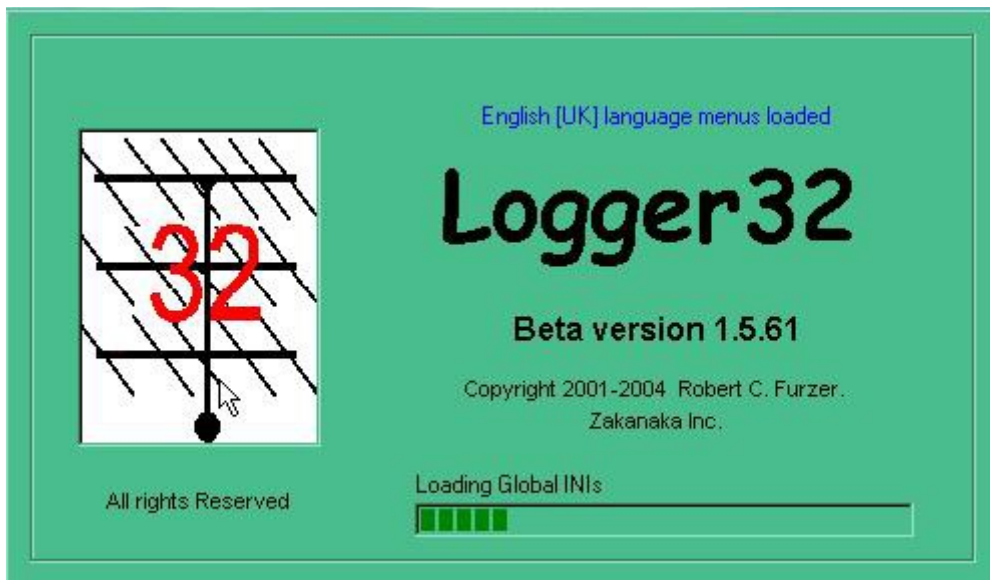 English [UK] language menus loaded
Logger32
32
Beta version 1.5.61
Copyright 2001-2004  Robert C. Furzer.
Zakanaka Inc.
Loading Global INIs
All rights Reserved